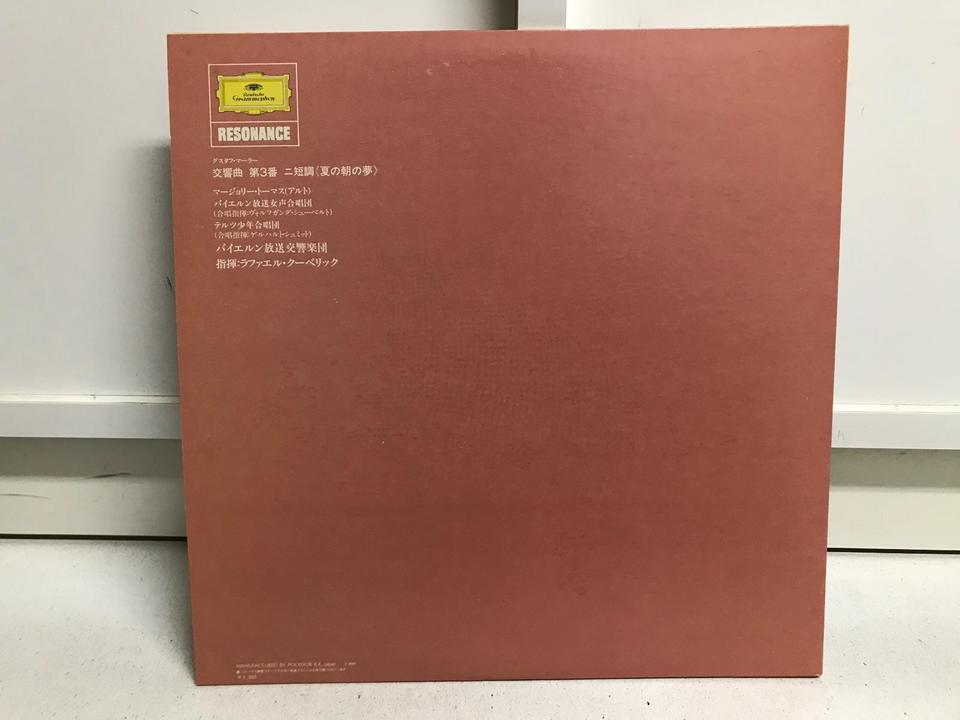 Deutsche
Grammophon
RESONANCE
グスタフ・マーラー
交響曲 第3番 ニ短調《夏の朝の夢》
マージョリー・トーマス(アルト)
バイエルン放送女声合唱団
(合唱指揮:ヴォルフガング・シューベルト)
テルツ少年合唱団
(合唱指揮:ゲルハルト・シュミット)
バイエルン放送交響楽団
指揮:ラファエル・クーベリック
MANUFACTURED BY POLYDOR K.K., Japan